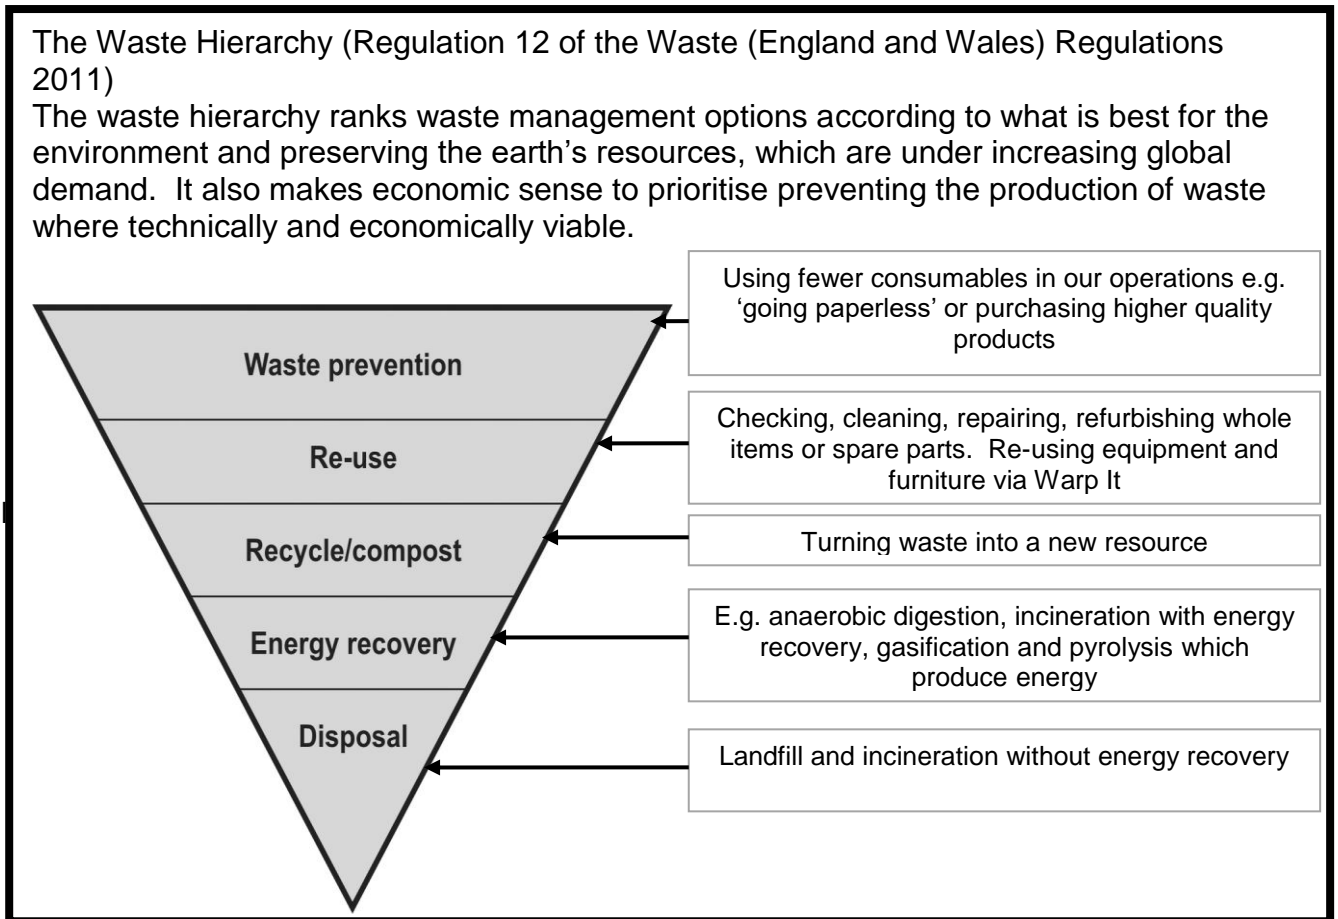 The Waste Hierarchy (Regulation 12 of the Waste (England and Wales) Regulations
2011)
The waste hierarchy ranks waste management options according to what is best for the
environment and preserving the earth’s resources, which are under increasing global
demand.  It also makes economic sense to prioritise preventing the production of waste
where technically and economically viable.
Waste prevention
Using fewer consumables in our operations e.g.
‘going paperless’ or purchasing higher quality
products
Re-use
Checking, cleaning, repairing, refurbishing whole
items or spare parts.  Re-using equipment and
furniture via Warp It
Recycle/compost
Turning waste into a new resource
Energy recovery
E.g. anaerobic digestion, incineration with energy
recovery, gasification and pyrolysis which
produce energy
Disposal
Landfill and incineration without energy recovery